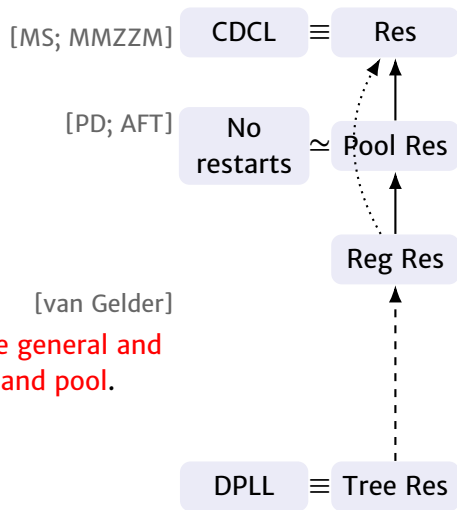 [MS; MMZZM] CDCL ≡ Res
[PD; AFT] No restarts ≃ Pool Res
Reg Res
[van Gelder]
e general and
and pool.
DPLL ≡ Tree Res